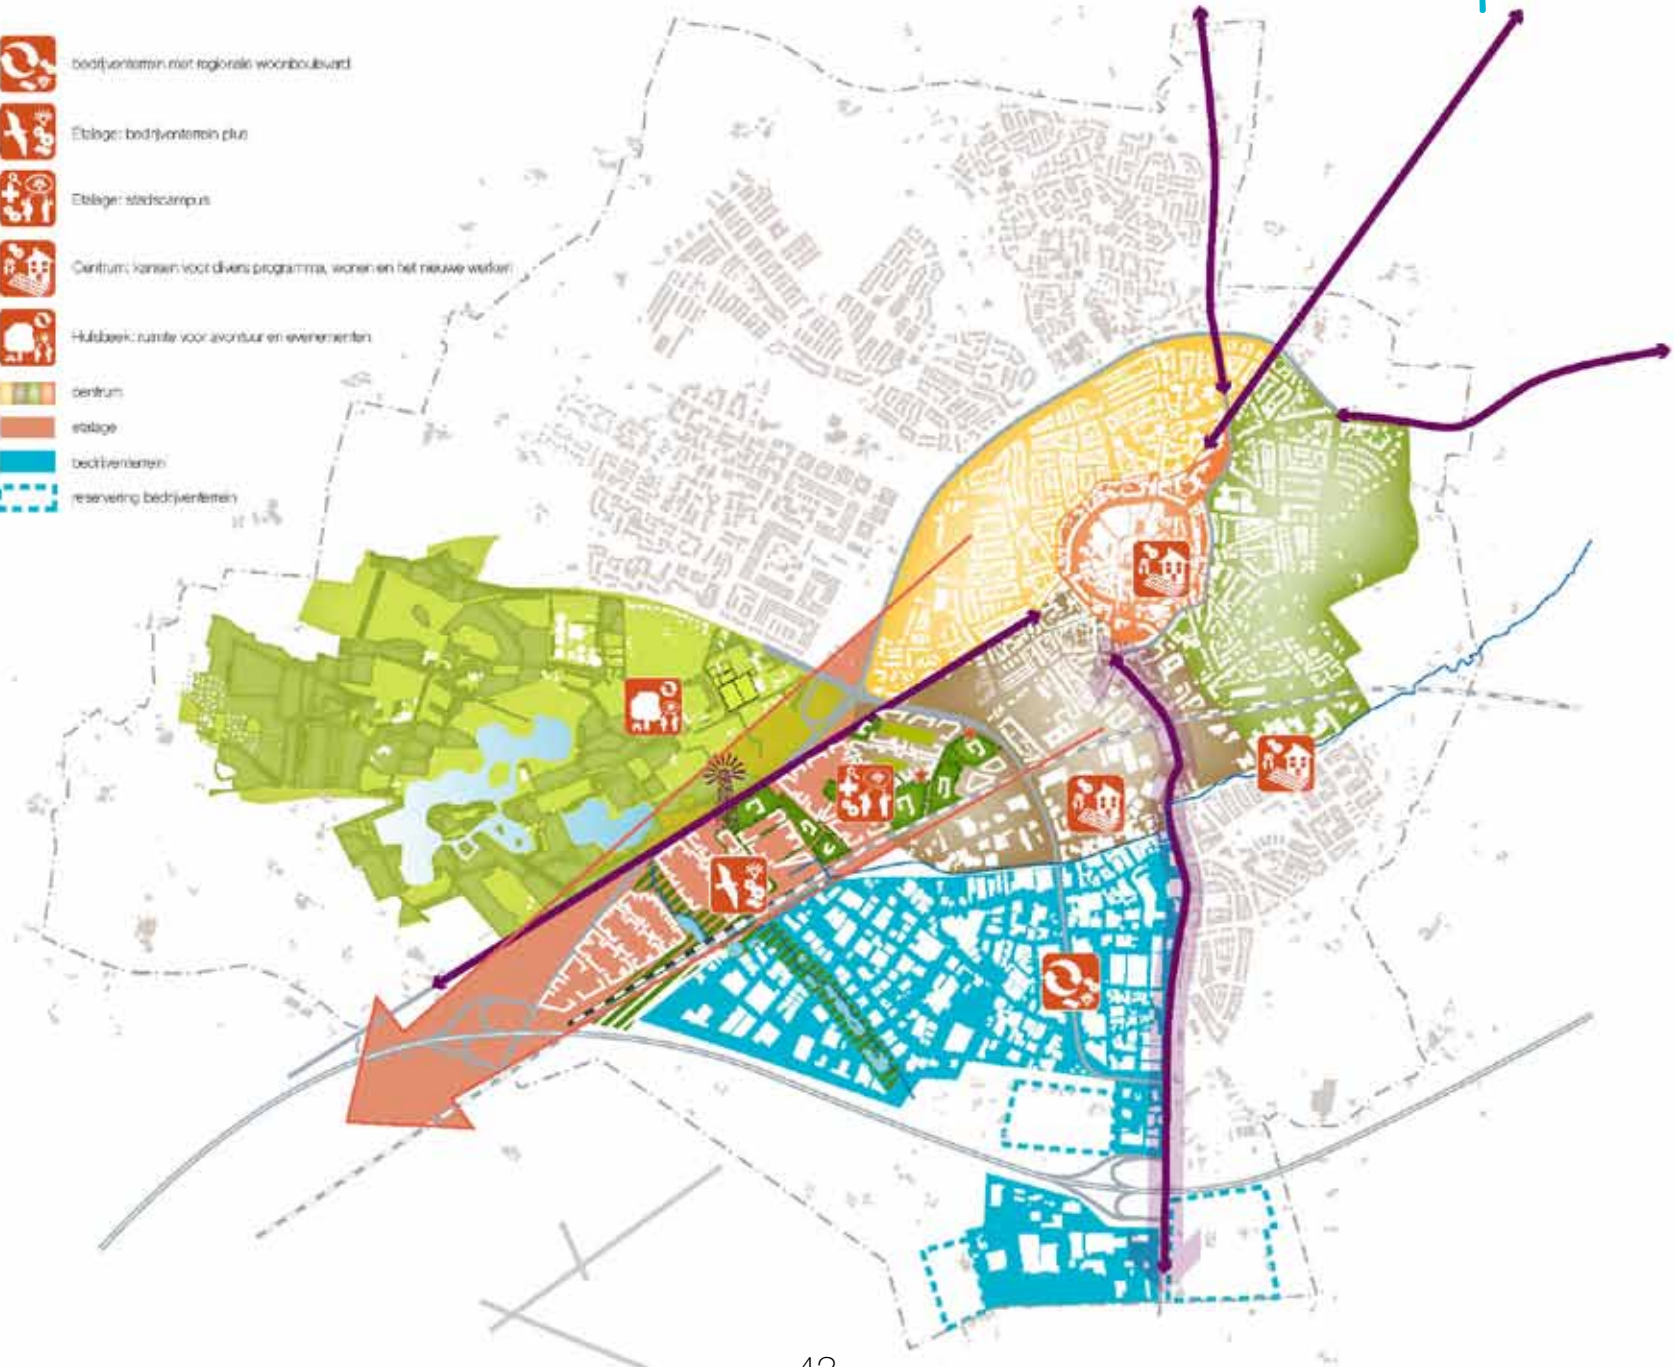 bedrijventerrein met regionale woonboulevard
Etalage: bedrijventerrein plus
Etalage: stadscampus
Centrum: kansen voor divers programma, wonen en het nieuwe werken
Hulsbeek: ruimte voor avontuur en evenementen
centrum
etalage
bedrijventerrein
reservering bedrijventerrein
42